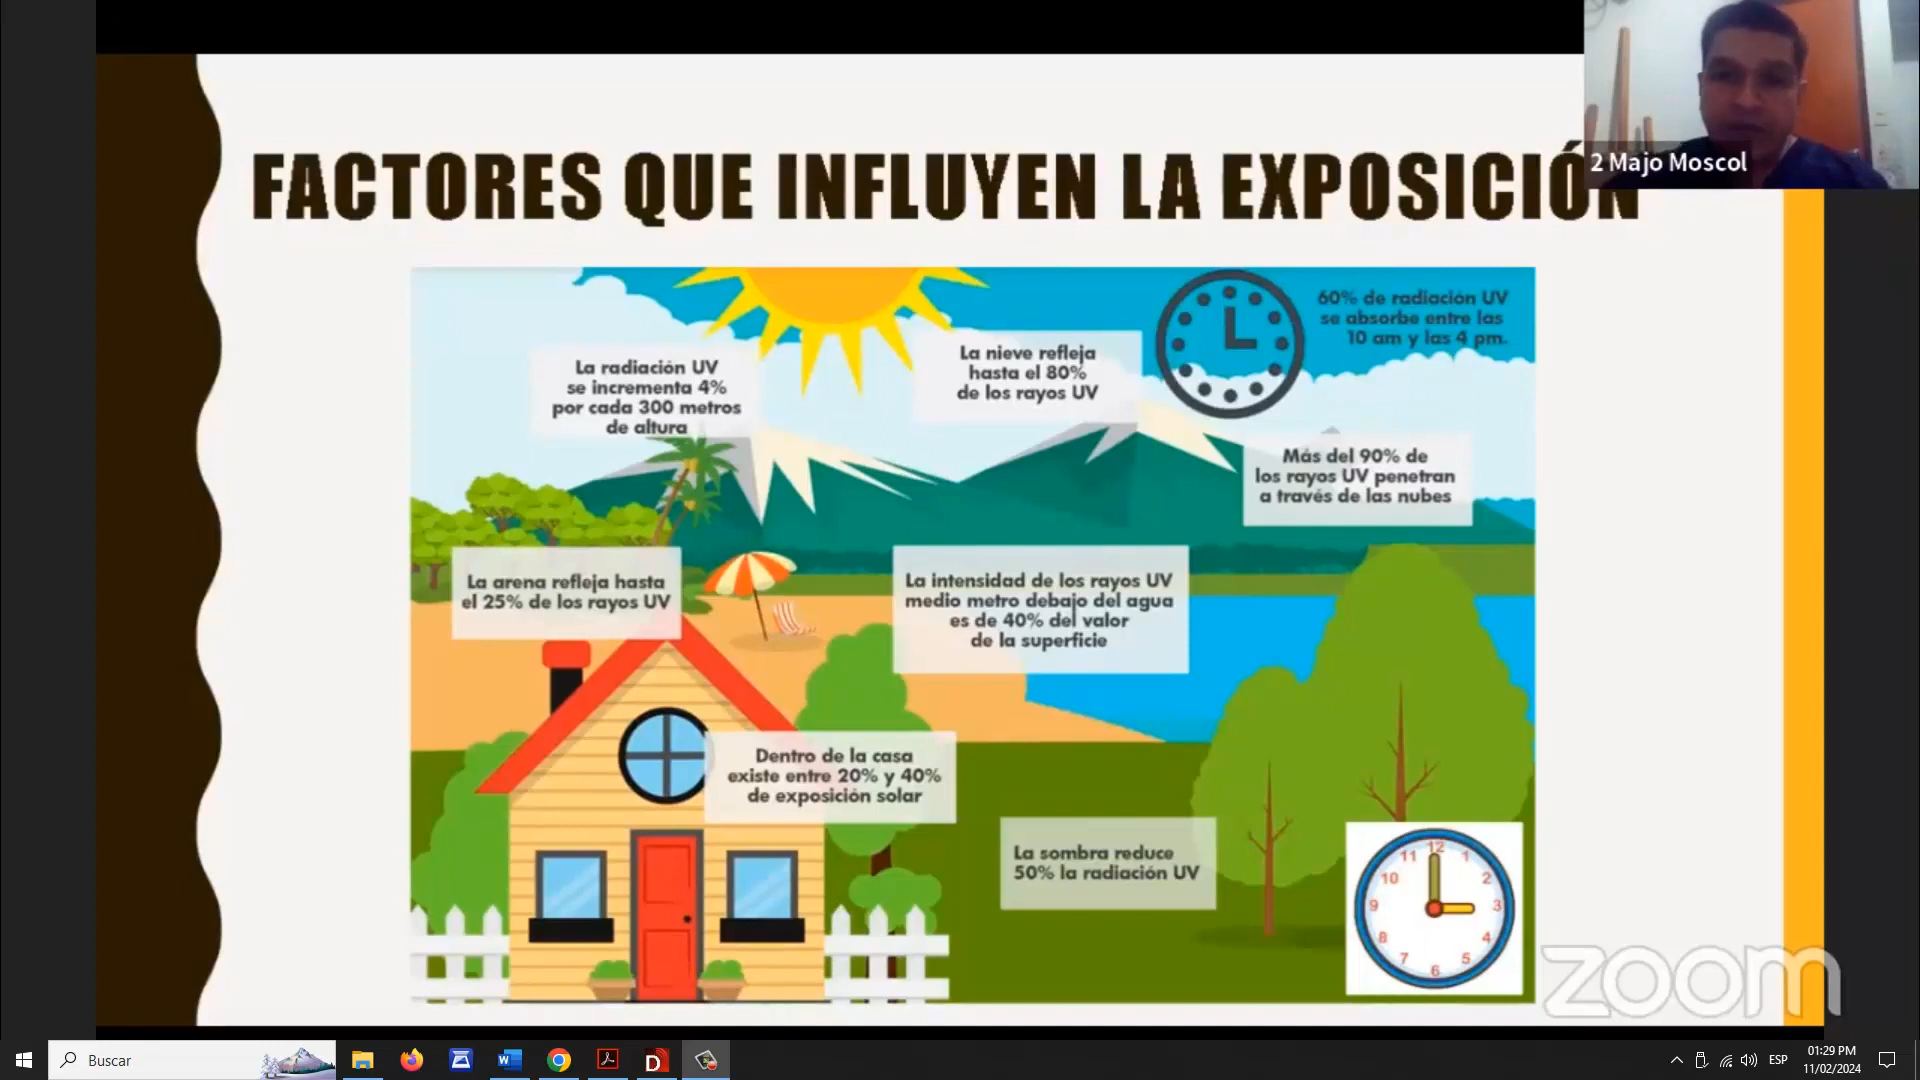 2 Majo Moscol
FACTORES QUE INFLUYEN LA EXPOSICIÓN
60% de radiación UV
se absorbe entre las
10 am y las 4 pm.
La radiación UV
se incrementa 4%
por cada 300 metros
de altura
La nieve refleja
hasta el 80%
de los rayos UV
Más del 90% de
los rayos UV penetran
a través de las nubes
La arena refleja hasta
el 25% de los rayos UV
La intensidad de los rayos UV
medio metro debajo del agua
es de 40% del valor
de la superficie
Dentro de la casa
existe entre 20% y 40%
de exposición solar
La sombra reduce
50% la radiación UV
12
1
2
3
4
5
6
7
8
9
10
11
zoom
Buscar
ESP
01:29 PM
11/02/2024